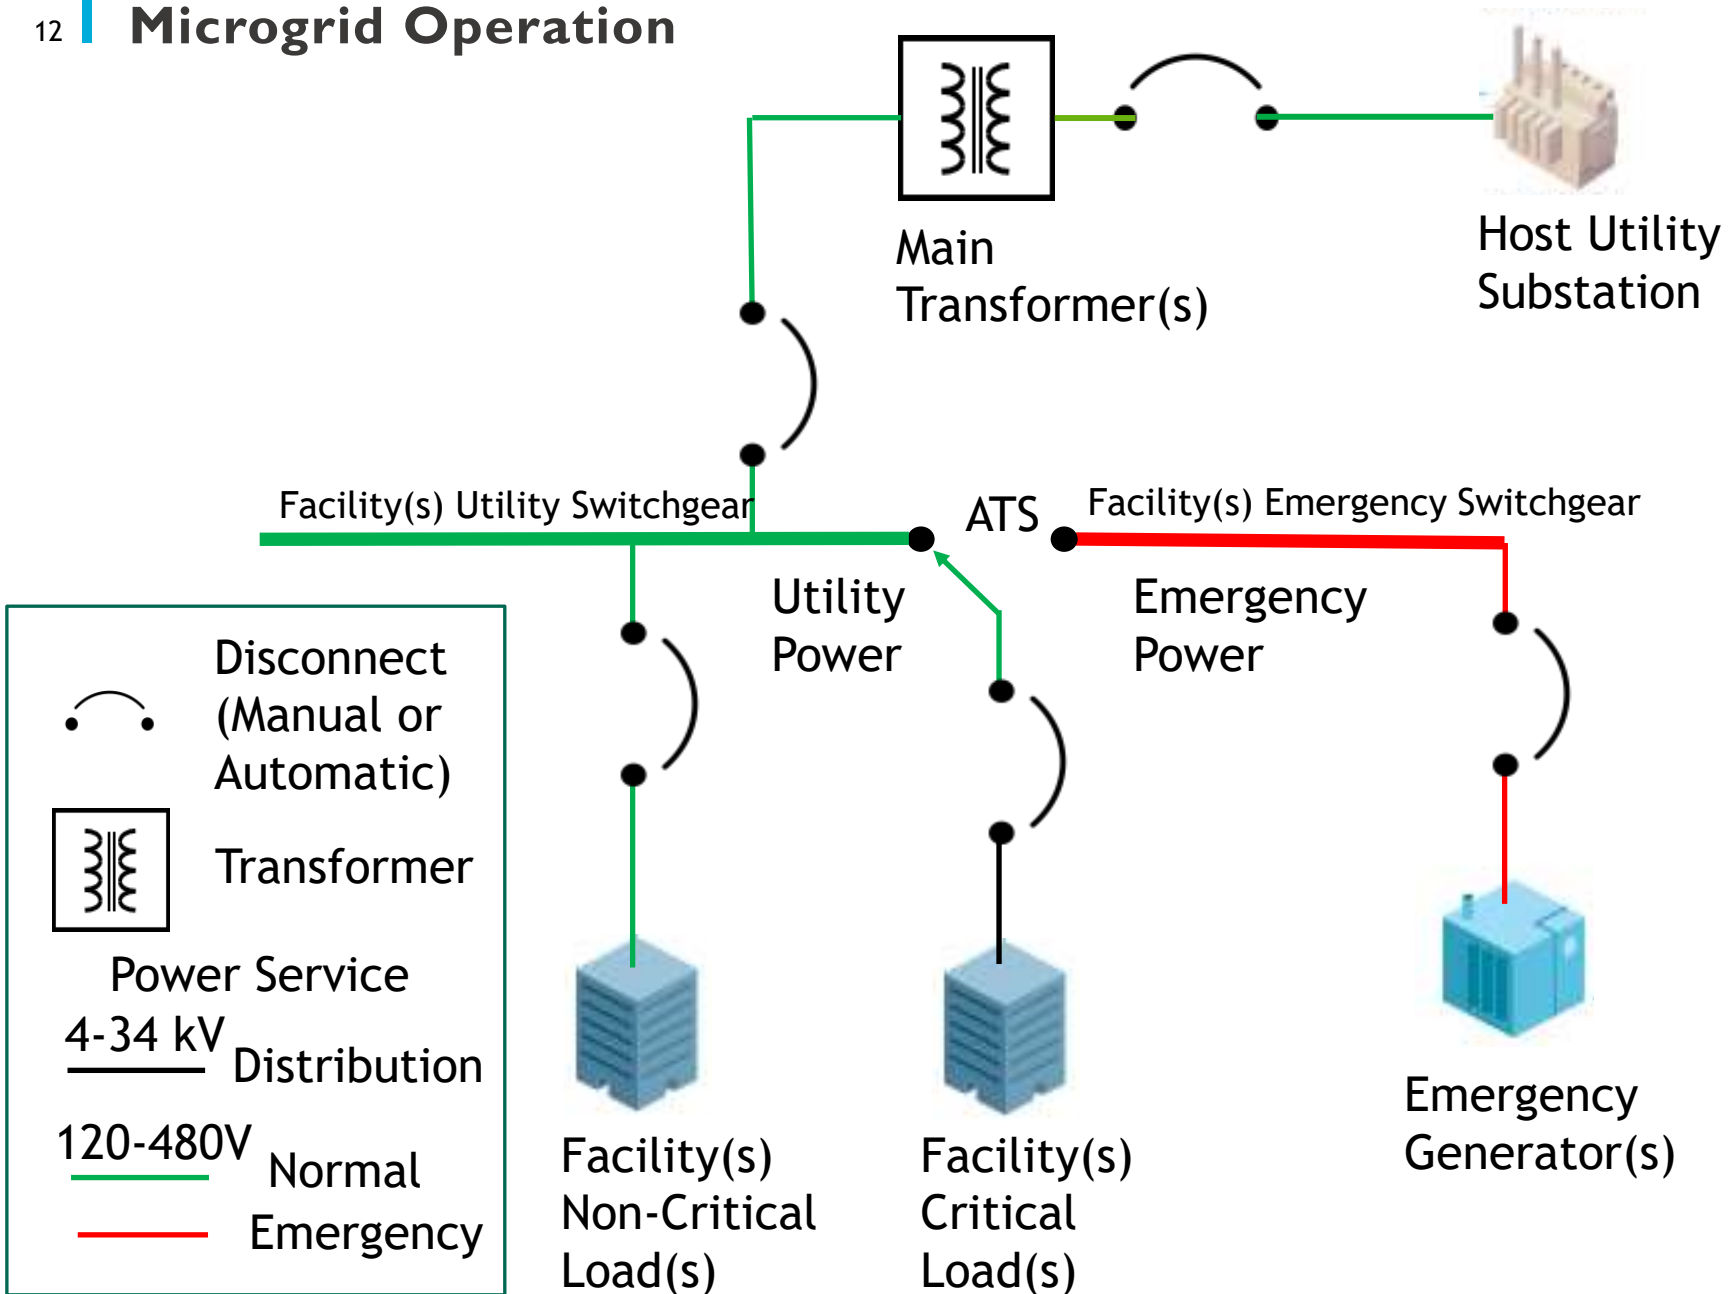 12
Microgrid Operation
Main
Transformer(s)
Host Utility
Substation
Facility(s) Utility Switchgear
ATS
Facility(s) Emergency Switchgear
Utility
Power
Emergency
Power
Disconnect
(Manual or
Automatic)
Transformer
Power Service
4-34 kV
Distribution
120-480V
Normal
Emergency
Facility(s)
Non-Critical
Load(s)
Facility(s)
Critical
Load(s)
Emergency
Generator(s)